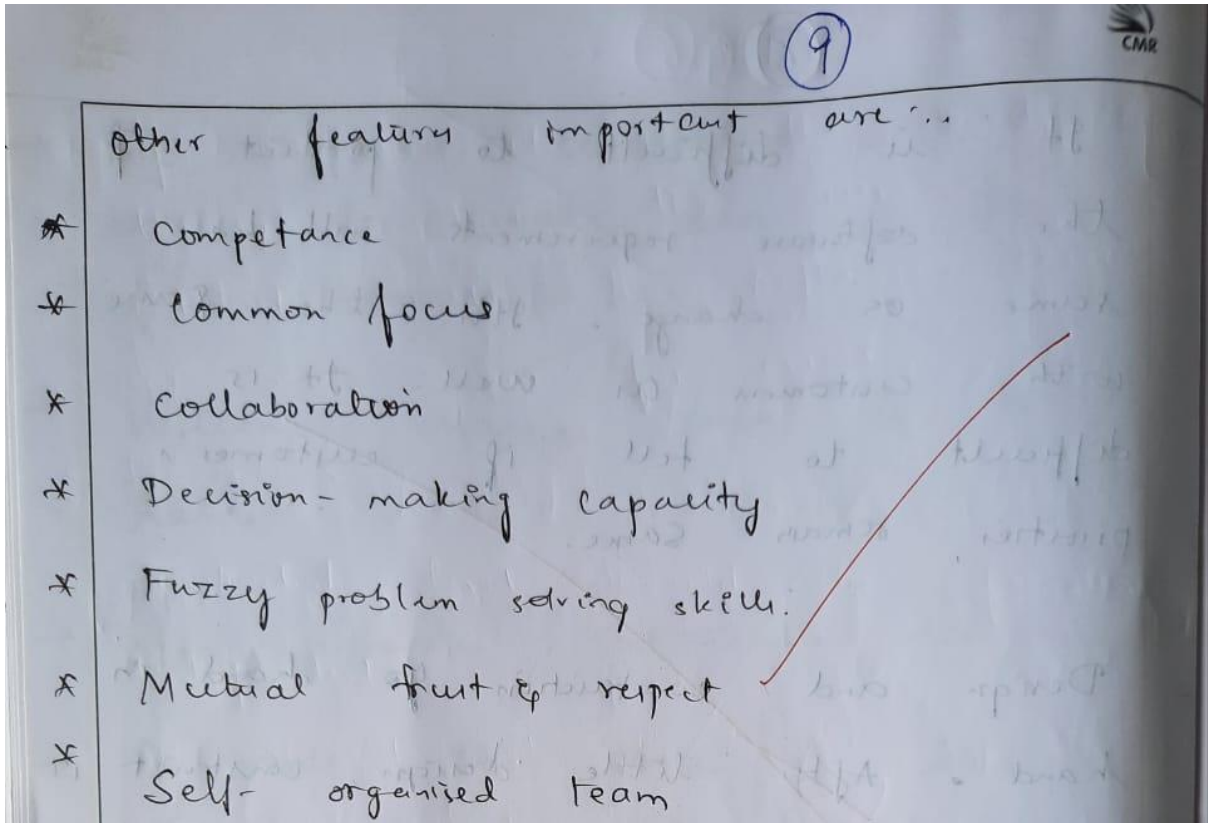 9
CMR
other features important are :..
* Competance
* Common focus
* Collaboration
* Decision - making capacity
* Fuzzy problem solving skills.
* Mutual trust & respect
* Self - organised team